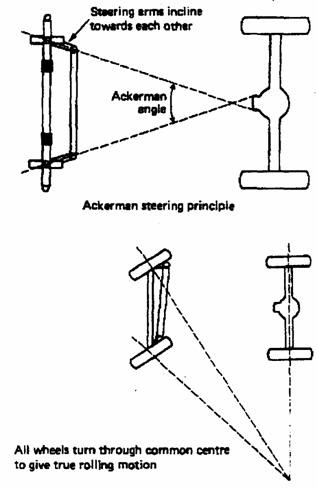 Steering arms incline
towards each other
Ackerman
angle
Ackerman steering principle
All wheels turn through common centre
to give true rolling motion